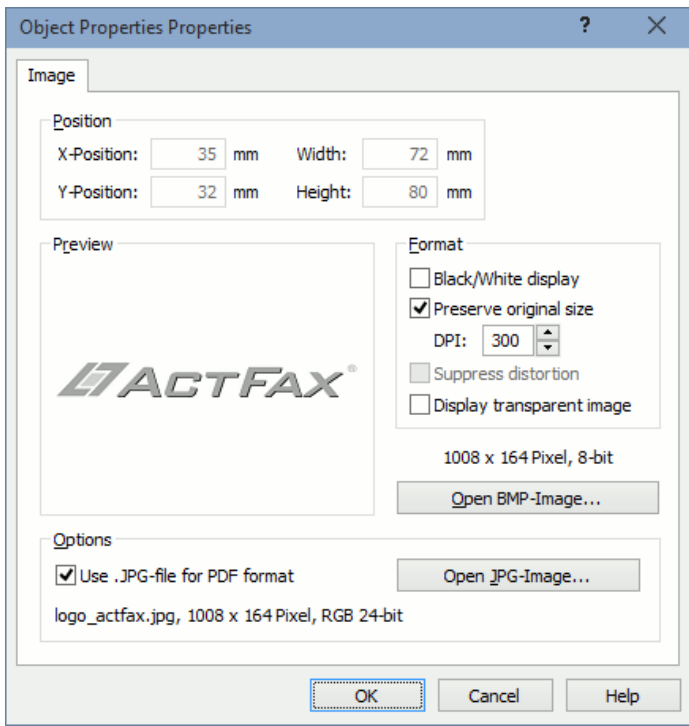 Object Properties Properties ?
Image
Position
X-Position: 35 mm Width: 72 mm
Y-Position: 32 mm Height: 80 mm
Preview
Format
Black/White display
Preserve original size
DPI: 300
ACTFAX®
Suppress distortion
Display transparent image
1008 x 164 Pixel, 8-bit
Open BMP-Image...
Options
Use .JPG-file for PDF format Open JPG-Image...
logo_actfax.jpg, 1008 x 164 Pixel, RGB 24-bit
OK Cancel Help